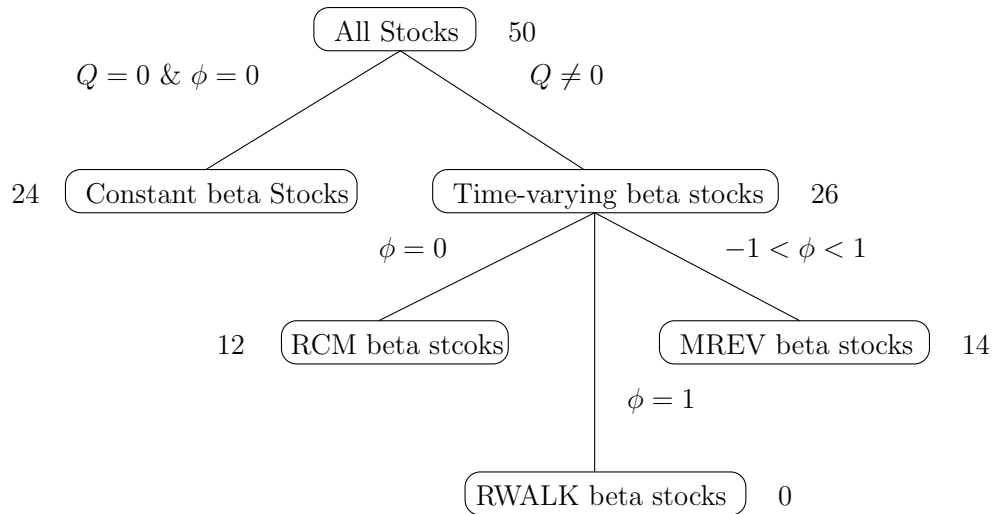 All Stocks 50
Q = 0 & ϕ = 0
Q ≠ 0
24 Constant beta Stocks
Time-varying beta stocks 26
ϕ = 0
−1 < ϕ < 1
12 RCM beta stcoks
MREV beta stocks 14
ϕ = 1
RWALK beta stocks 0